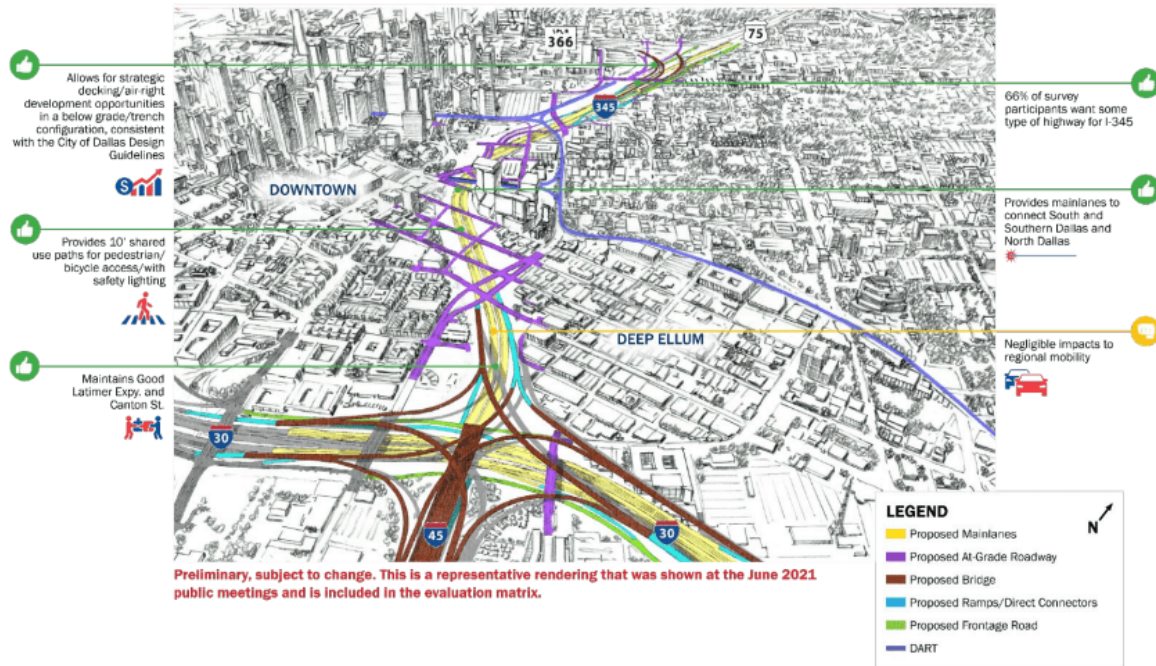 Allows for strategic
decking/air-right
development opportunities
in a below grade/trench
configuration, consistent
with the City of Dallas Design
Guidelines
Provides 10' shared
use paths for pedestrian/
bicycle access/with
safety lighting
Maintains Good
Latimer Expy. and
Canton St.
366
75
345
DOWNTOWN
DEEP ELLUM
30
45
30
66% of survey
participants want some
type of highway for I-345
Provides mainlanes to
connect South and
Southern Dallas and
North Dallas
Negligible impacts to
regional mobility
LEGEND
N
Proposed Mainlanes
Proposed At-Grade Roadway
Proposed Bridge
Proposed Ramps/Direct Connectors
Proposed Frontage Road
DART
Preliminary, subject to change. This is a representative rendering that was shown at the June 2021
public meetings and is included in the evaluation matrix.